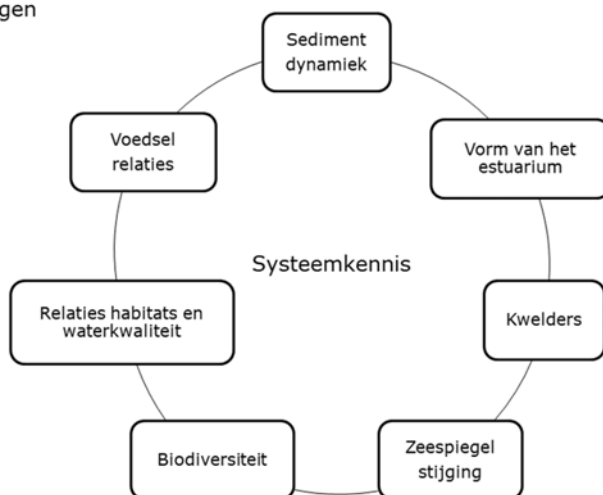 gen
Sediment
dynamiek
Voedsel
relaties
Vorm van het
estuarium
Systeemkennis
Relaties habitats en
waterkwaliteit
Kwelders
Biodiversiteit
Zeespiegel
stijging